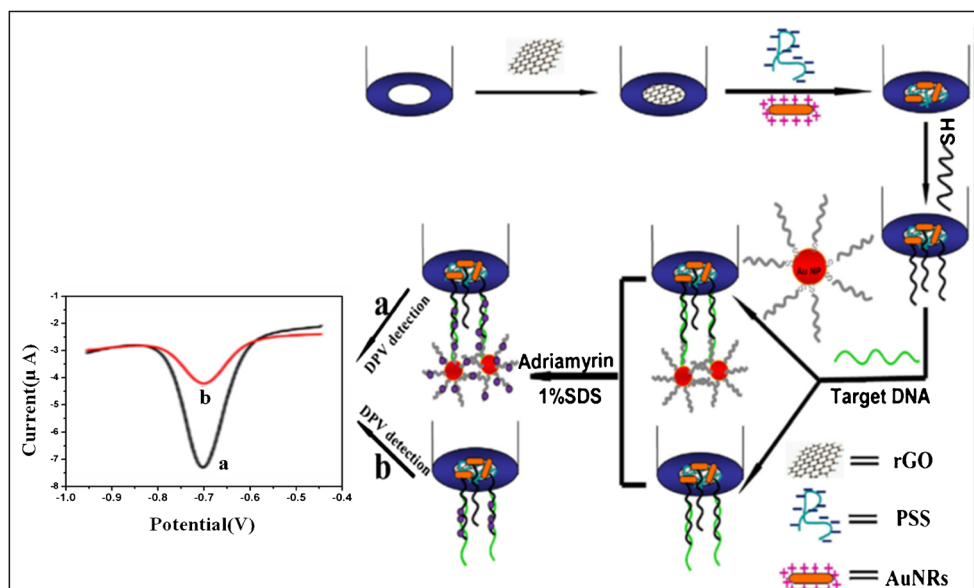 SH
Au NP
a
DPV detection
Adriamyrin
1%SDS
Target DNA
DPV detection
b
rGO
PSS
AuNRs
Current(μ A)
-1
-2
-3
-4
-5
-6
-7
-8
b
a
-1.0 -0.9 -0.8 -0.7 -0.6 -0.5 -0.4
Potential(V)